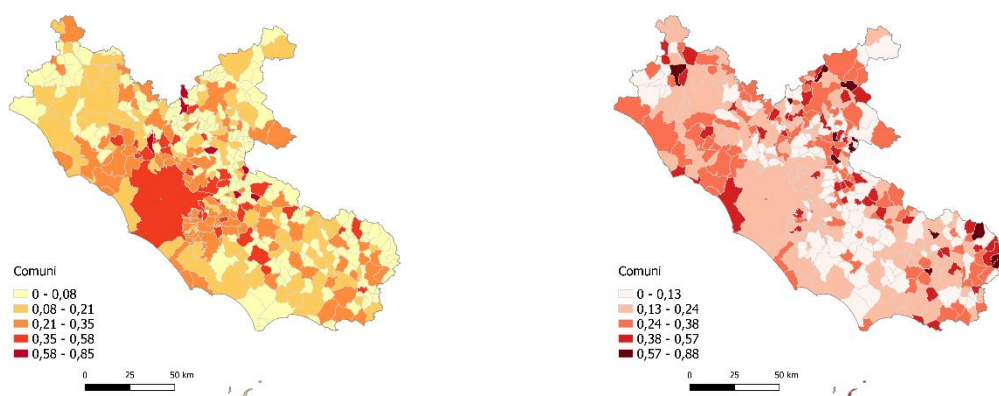 Comuni
0 - 0,08
0,08 - 0,21
0,21 - 0,35
0,35 - 0,58
0,58 - 0,85
0 25 50 km
Comuni
0 - 0,13
0,13 - 0,24
0,24 - 0,38
0,38 - 0,57
0,57 - 0,88
0 25 50 km